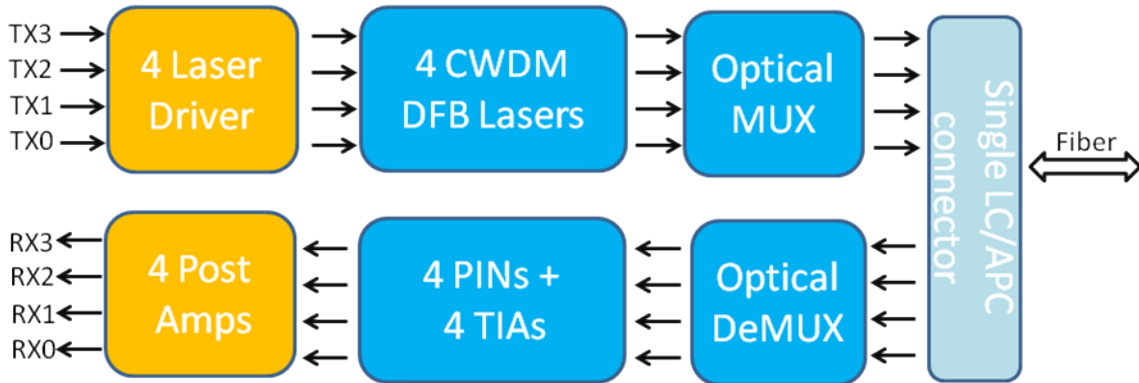 TX3
TX2
TX1
TX0
4 Laser
Driver
4 CWDM
DFB Lasers
Optical
MUX
Single LC/APC
connector
Fiber
RX3
RX2
RX1
RX0
4 Post
Amps
4 PINs +
4 TIAs
Optical
DeMUX